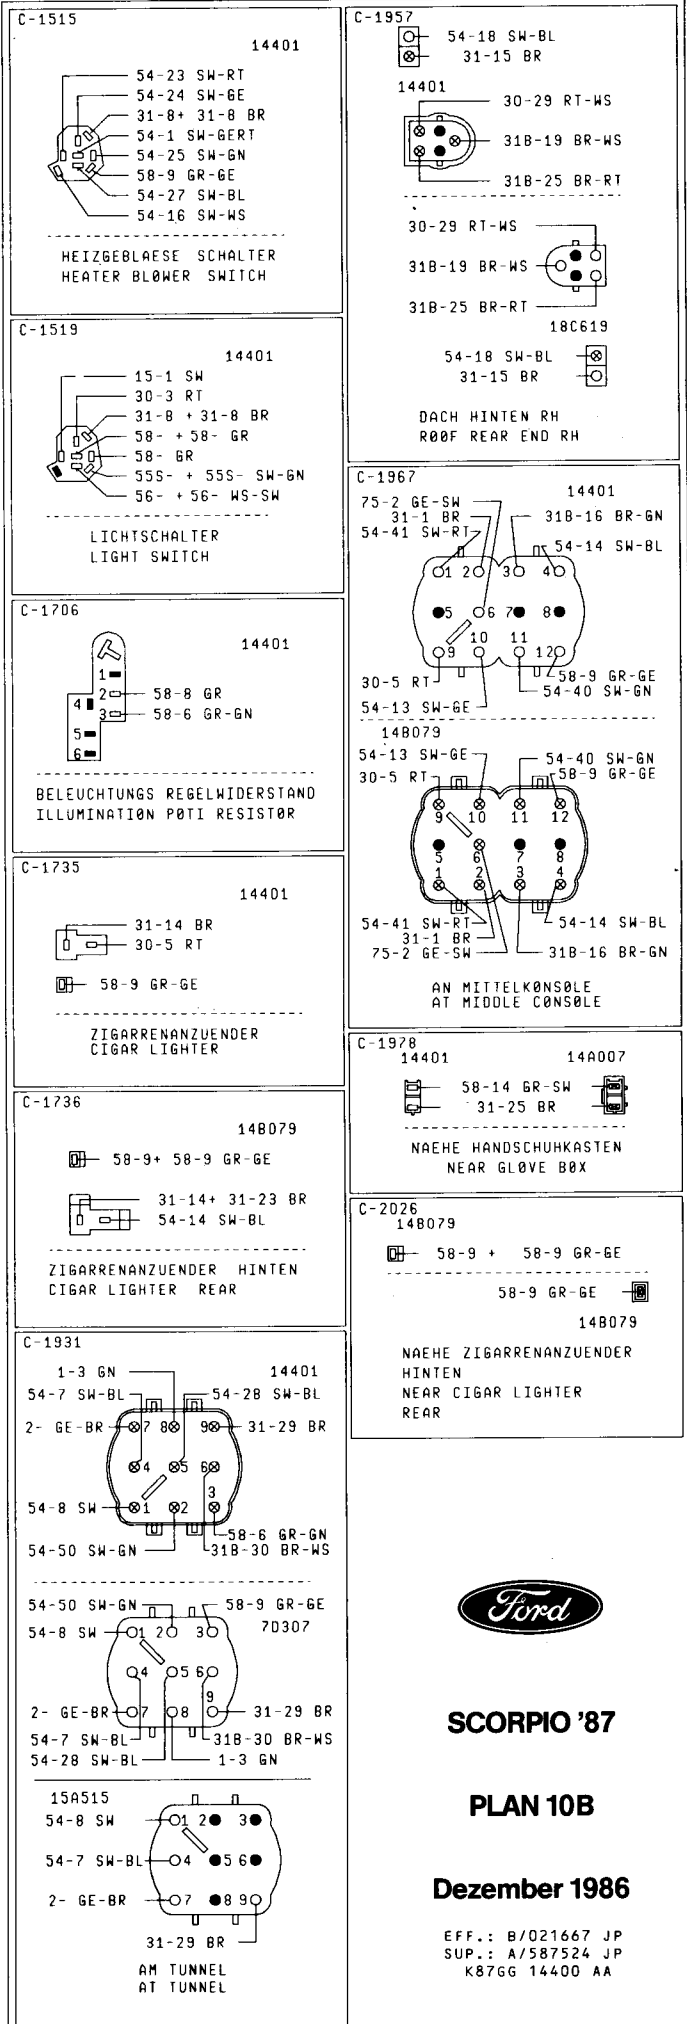 C-1515
14401
54-23 SW-RT
54-24 SW-GE
31-8+ 31-8 BR
54-1 SW-GERT
54-25 SW-GN
58-9 GR-GE
54-27 SW-BL
54-16 SW-WS
HEIZGEBLAESE SCHALTER
HEATER BLØWER SWITCH
C-1519
14401
15-1 SW
30-3 RT
31-8 + 31-8 BR
58- + 58- GR
58- GR
55S- + 55S- SW-GN
56- + 56- WS-SW
LICHTSCHALTER
LIGHT SWITCH
C-1706
14401
1
2
58-8 GR
4
3
58-6 GR-GN
5
6
BELEUCHTUNGS REGELWIDERSTAND
ILLUMINATIØN PØTI RESISTØR
C-1735
14401
31-14 BR
30-5 RT
58-9 GR-GE
ZIGARRENANZUENDER
CIGAR LIGHTER
C-1736
14B079
58-9+ 58-9 GR-GE
31-14+ 31-23 BR
54-14 SW-BL
ZIGARRENANZUENDER HINTEN
CIGAR LIGHTER REAR
C-1931
1-3 GN
14401
54-7 SW-BL
54-28 SW-BL
2- GE-BR
7 8 9
31-29 BR
4 5 6
3
54-8 SW
1 2
58-6 GR-GN
54-50 SW-GN
31B-30 BR-WS
54-50 SW-GN
58-9 GR-GE
7D307
54-8 SW
1 2 3
4 5 6
9
2- GE-BR
7 8
31-29 BR
54-7 SW-BL
31B-30 BR-WS
54-28 SW-BL
1-3 GN
15A515
54-8 SW
1 2 3
54-7 SW-BL
4 5 6
2- GE-BR
7 8 9
31-29 BR
AM TUNNEL
AT TUNNEL
C-1957
54-18 SW-BL
31-15 BR
14401
30-29 RT-WS
31B-19 BR-WS
31B-25 BR-RT
30-29 RT-WS
31B-19 BR-WS
31B-25 BR-RT
18C619
54-18 SW-BL
31-15 BR
DACH HINTEN RH
RØØF REAR END RH
C-1967
14401
75-2 GE-SW
31-1 BR
31B-16 BR-GN
54-41 SW-RT
54-14 SW-BL
1 2 3 4
5 6 7 8
10 11
9 12
30-5 RT
58-9 GR-GE
54-40 SW-GN
54-13 SW-GE
14B079
54-13 SW-GE
54-40 SW-GN
30-5 RT
58-9 GR-GE
9 10 11 12
5 6 7 8
1 2 3 4
54-41 SW-RT
54-14 SW-BL
31-1 BR
75-2 GE-SW
31B-16 BR-GN
AN MITTELKØNSØLE
AT MIDDLE CØNSØLE
C-1978
14401
14A007
58-14 GR-SW
31-25 BR
NAEHE HANDSCHUHKASTEN
NEAR GLØVE BØX
C-2026
14B079
58-9 + 58-9 GR-GE
58-9 GR-GE
14B079
NAEHE ZIGARRENANZUENDER
HINTEN
NEAR CIGAR LIGHTER
REAR
Ford
SCORPIO '87
PLAN 10B
Dezember 1986
EFF.: B/021667 JP
SUP.: A/587524 JP
K87GG 14400 AA